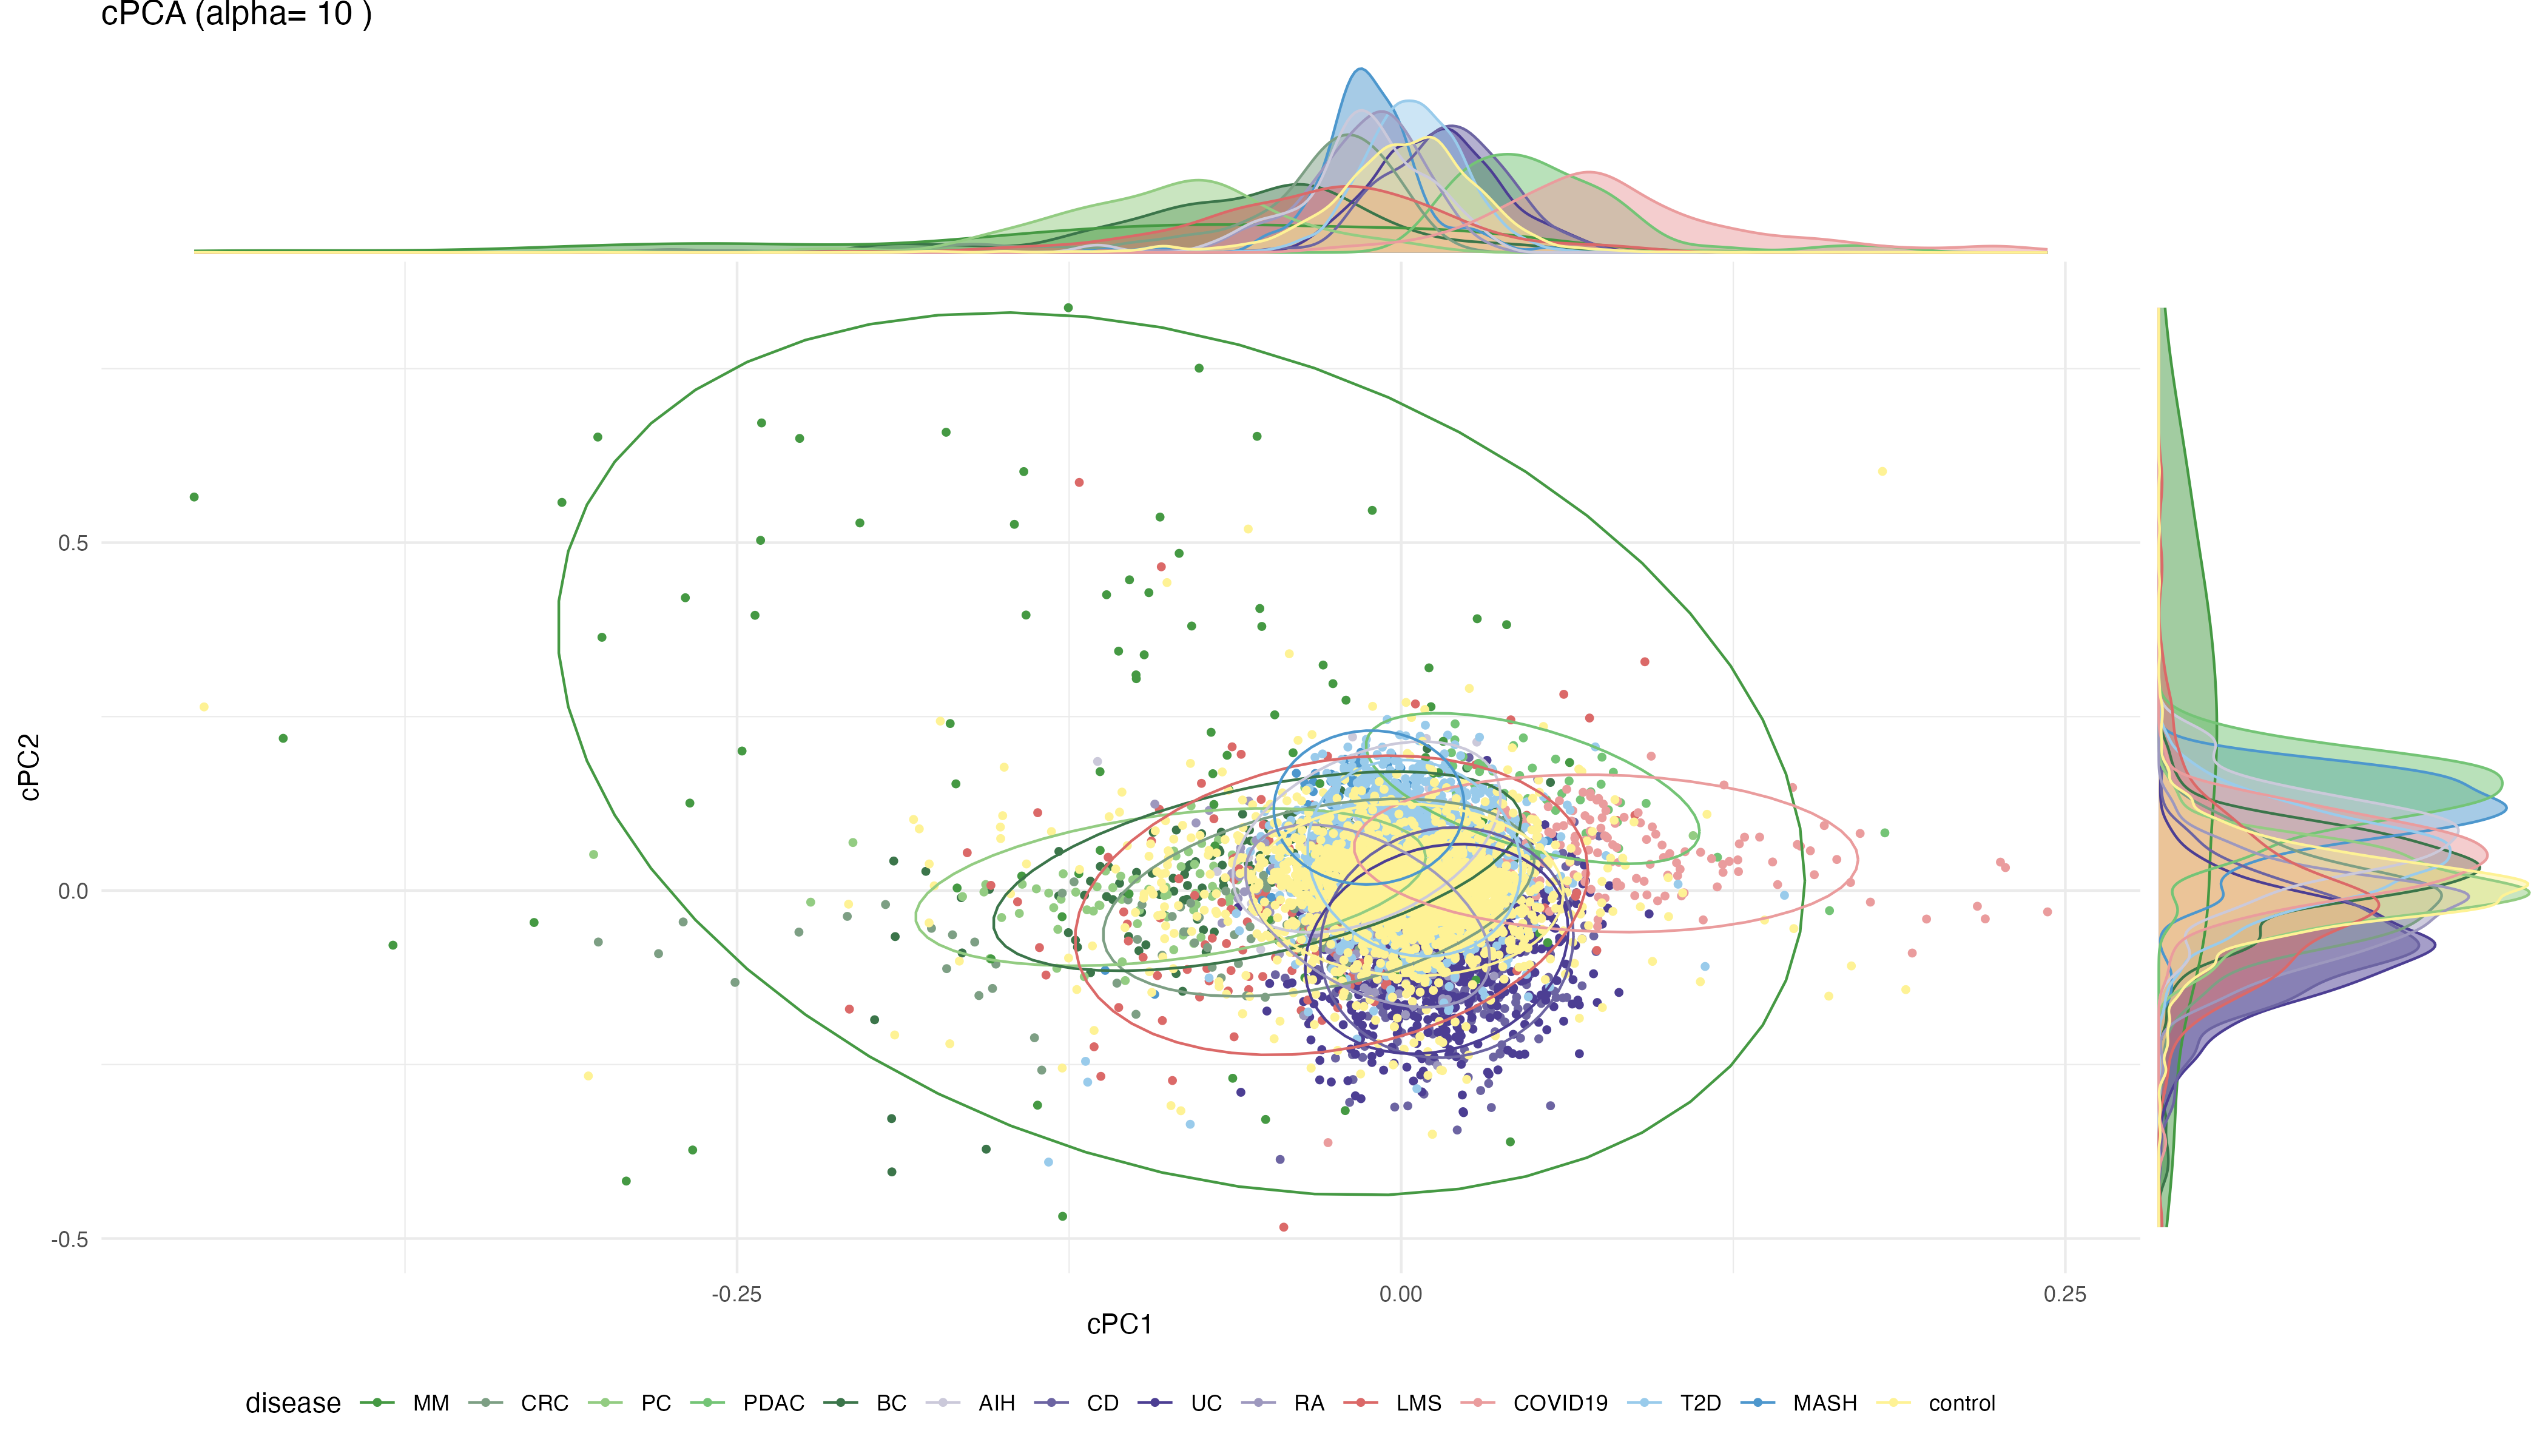 cPCA (alpha= 10 )
0.5
0.0
-0.5
cPC2
-0.25 0.00 0.25
cPC1
disease MM CRC PC PDAC BC AIH CD UC RA LMS COVID19 T2D MASH control